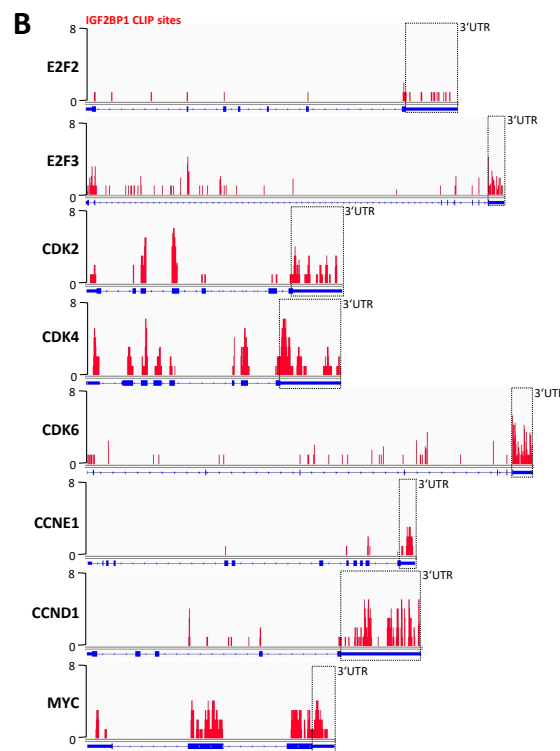 B
IGF2BP1 CLIP sites
8
3‘UTR
E2F2
0
8
3‘UTR
E2F3
0
8
3‘UTR
CDK2
0
8
3‘UTR
CDK4
0
8
3‘UTR
CDK6
0
8
3‘UTR
CCNE1
0
8
3‘UTR
CCND1
0
8
3‘UTR
MYC
0